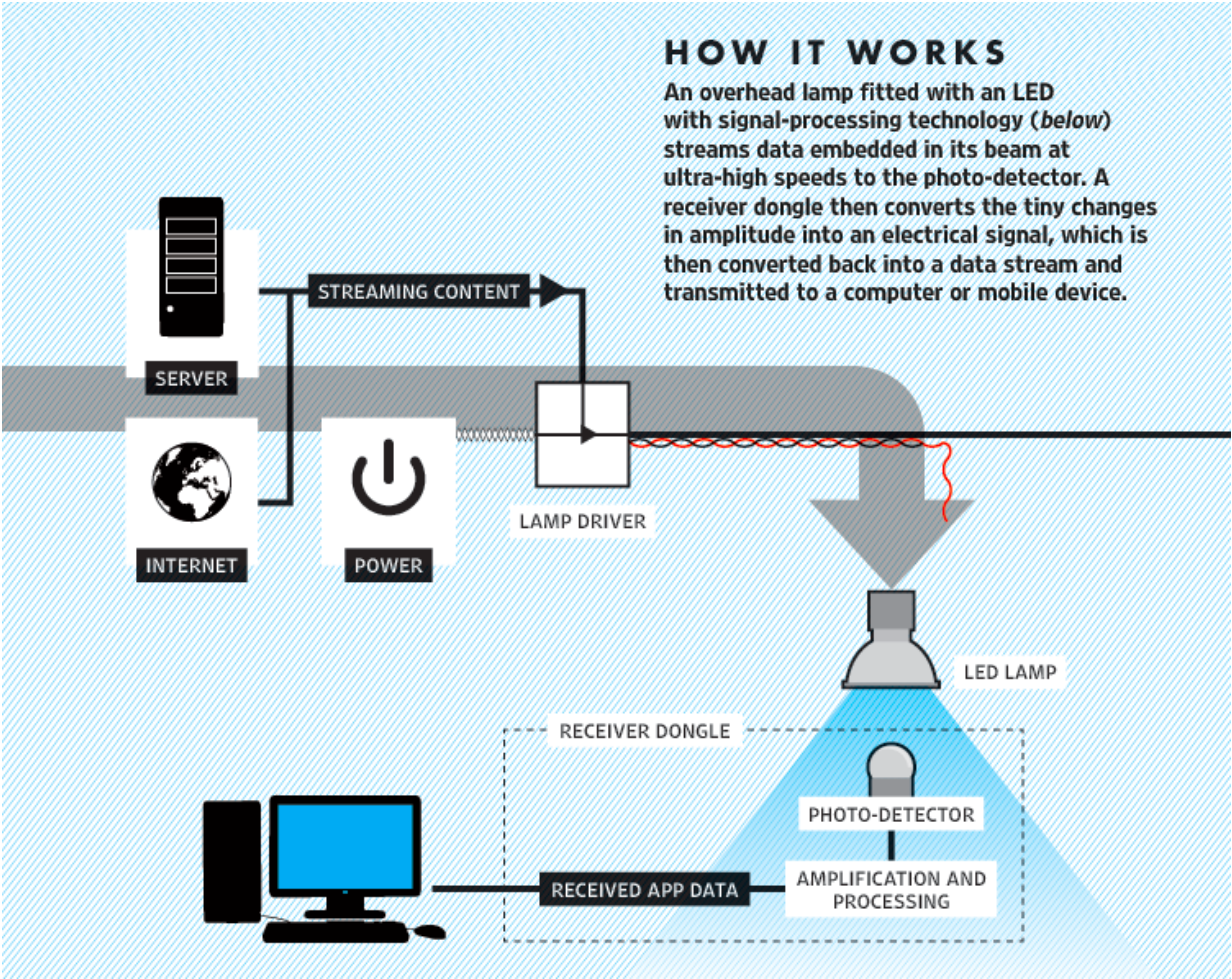 HOW IT WORKS
An overhead lamp fitted with an LED
with signal-processing technology (below)
streams data embedded in its beam at
ultra-high speeds to the photo-detector. A
receiver dongle then converts the tiny changes
in amplitude into an electrical signal, which is
then converted back into a data stream and
transmitted to a computer or mobile device.
STREAMING CONTENT
SERVER
LAMP DRIVER
INTERNET
POWER
LED LAMP
RECEIVER DONGLE
PHOTO-DETECTOR
RECEIVED APP DATA
AMPLIFICATION AND
PROCESSING